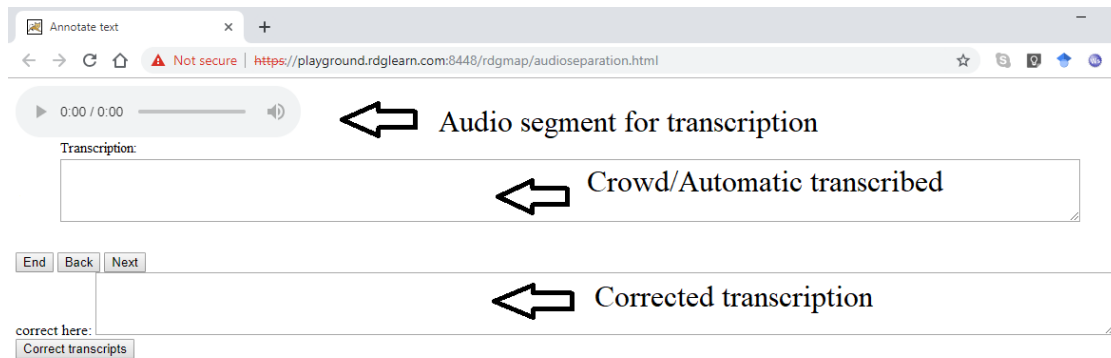 Annotate text
Not secure | https://playground.rdglearn.com:8448/rdgmap/audioseparation.html
0:00 / 0:00
Audio segment for transcription
Transcription:
Crowd/Automatic transcribed
End Back Next
Corrected transcription
correct here:
Correct transcripts